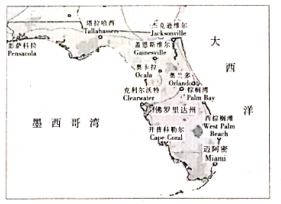 塔拉哈西
Tallahassee
杰克逊维尔
Jacksonville
彭萨科拉
Pensacola
盖恩斯维尔
Gainesville
大
西
洋
奥卡拉
Ocala
奥兰多
Orlando
克利尔沃特
Clearwater
棕榈湾
Palm Bay
佛罗里达州
墨西哥湾
开普科勒尔
Cape Coral
西棕榈滩
West Palm
Beach
迈阿密
Miami